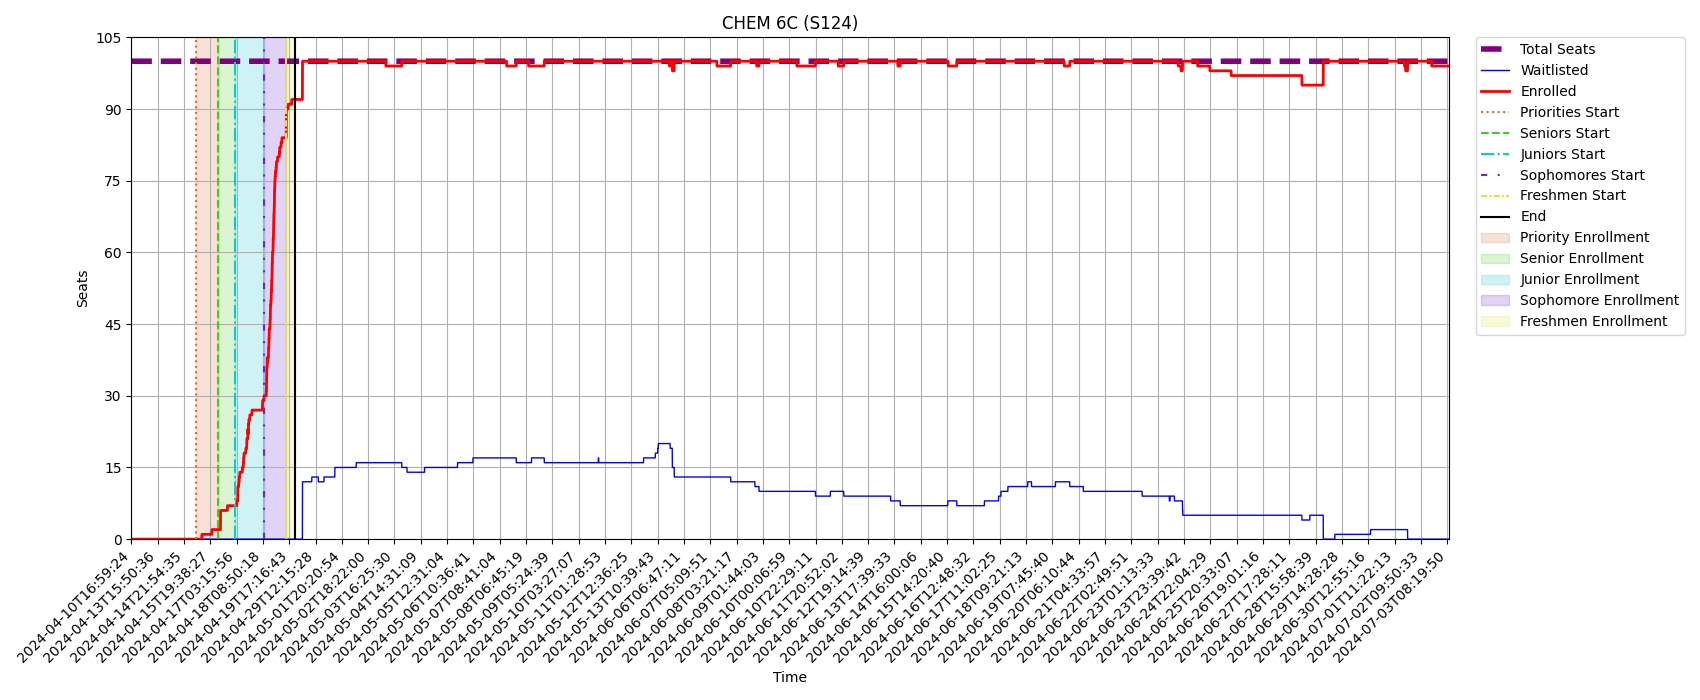 CHEM 6C (S124)
105
90
75
60
45
30
15
0
Seats
2024-04-10T16:59:24
2024-04-13T15:50:36
2024-04-14T21:54:35
2024-04-15T19:38:27
2024-04-17T03:15:56
2024-04-18T08:50:18
2024-04-19T17:16:43
2024-04-29T12:15:28
2024-05-01T20:20:54
2024-05-02T18:22:00
2024-05-03T16:25:30
2024-05-04T14:31:09
2024-05-05T12:31:04
2024-05-06T10:36:41
2024-05-07T08:41:04
2024-05-08T06:45:19
2024-05-09T05:24:39
2024-05-10T03:27:07
2024-05-11T01:28:53
2024-05-12T12:36:25
2024-05-13T10:39:43
2024-06-06T06:47:11
2024-06-07T05:09:51
2024-06-08T03:21:17
2024-06-09T01:44:03
2024-06-10T00:06:59
2024-06-10T22:29:11
2024-06-11T20:52:02
2024-06-12T19:14:39
2024-06-13T17:39:33
2024-06-14T16:00:06
2024-06-15T14:20:40
2024-06-16T12:48:32
2024-06-17T11:02:25
2024-06-18T09:21:13
2024-06-19T07:45:40
2024-06-20T06:10:44
2024-06-21T04:33:57
2024-06-22T02:49:51
2024-06-23T01:13:33
2024-06-23T23:39:42
2024-06-24T22:04:29
2024-06-25T20:33:07
2024-06-26T19:01:16
2024-06-27T17:28:11
2024-06-28T15:58:39
2024-06-29T14:28:28
2024-06-30T12:55:16
2024-07-01T11:22:13
2024-07-02T09:50:33
2024-07-03T08:19:50
Time
Total Seats
Waitlisted
Enrolled
Priorities Start
Seniors Start
Juniors Start
Sophomores Start
Freshmen Start
End
Priority Enrollment
Senior Enrollment
Junior Enrollment
Sophomore Enrollment
Freshmen Enrollment